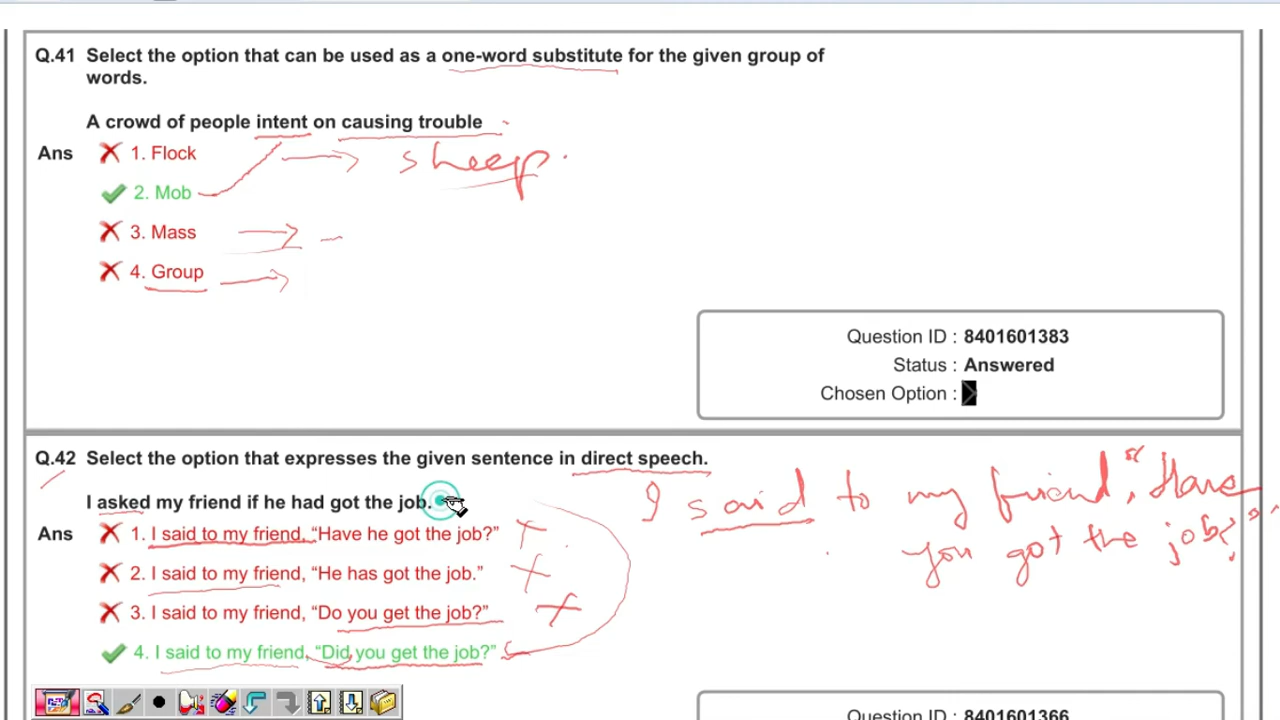 Q.41 Select the option that can be used as a one-word substitute for the given group of
words.
A crowd of people intent on causing trouble
Ans 1. Flock
sheep.
2. Mob
3. Mass
4. Group
Question ID : 8401601383
Status : Answered
Chosen Option :
Q.42 Select the option that expresses the given sentence in direct speech.
I asked my friend if he had got the job.
I said to my friend, "Have
you got the job?"
Ans 1. I said to my friend, “Have he got the job?”
2. I said to my friend, “He has got the job.”
3. I said to my friend, “Do you get the job?”
4. I said to my friend, “Did you get the job?”
Question ID : 8401601366